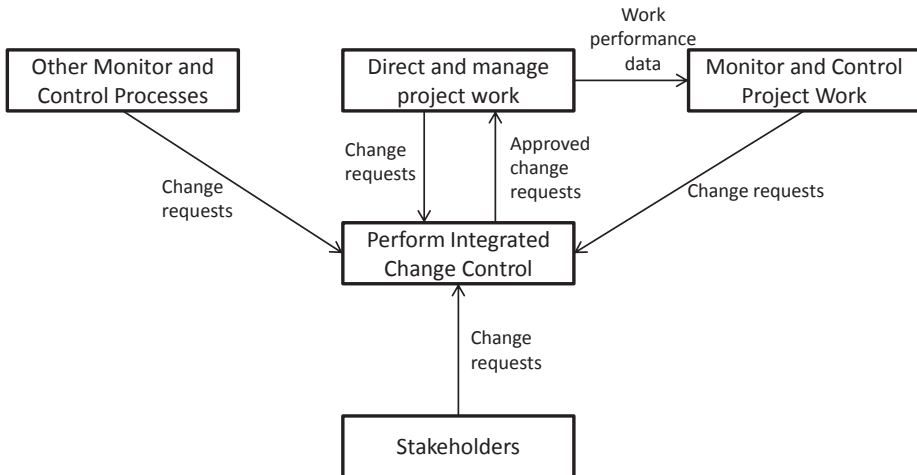 Work
performance
data
Other Monitor and
Control Processes
Direct and manage
project work
Monitor and Control
Project Work
Change
requests
Approved
change
requests
Change
requests
Change requests
Perform Integrated
Change Control
Change
requests
Stakeholders